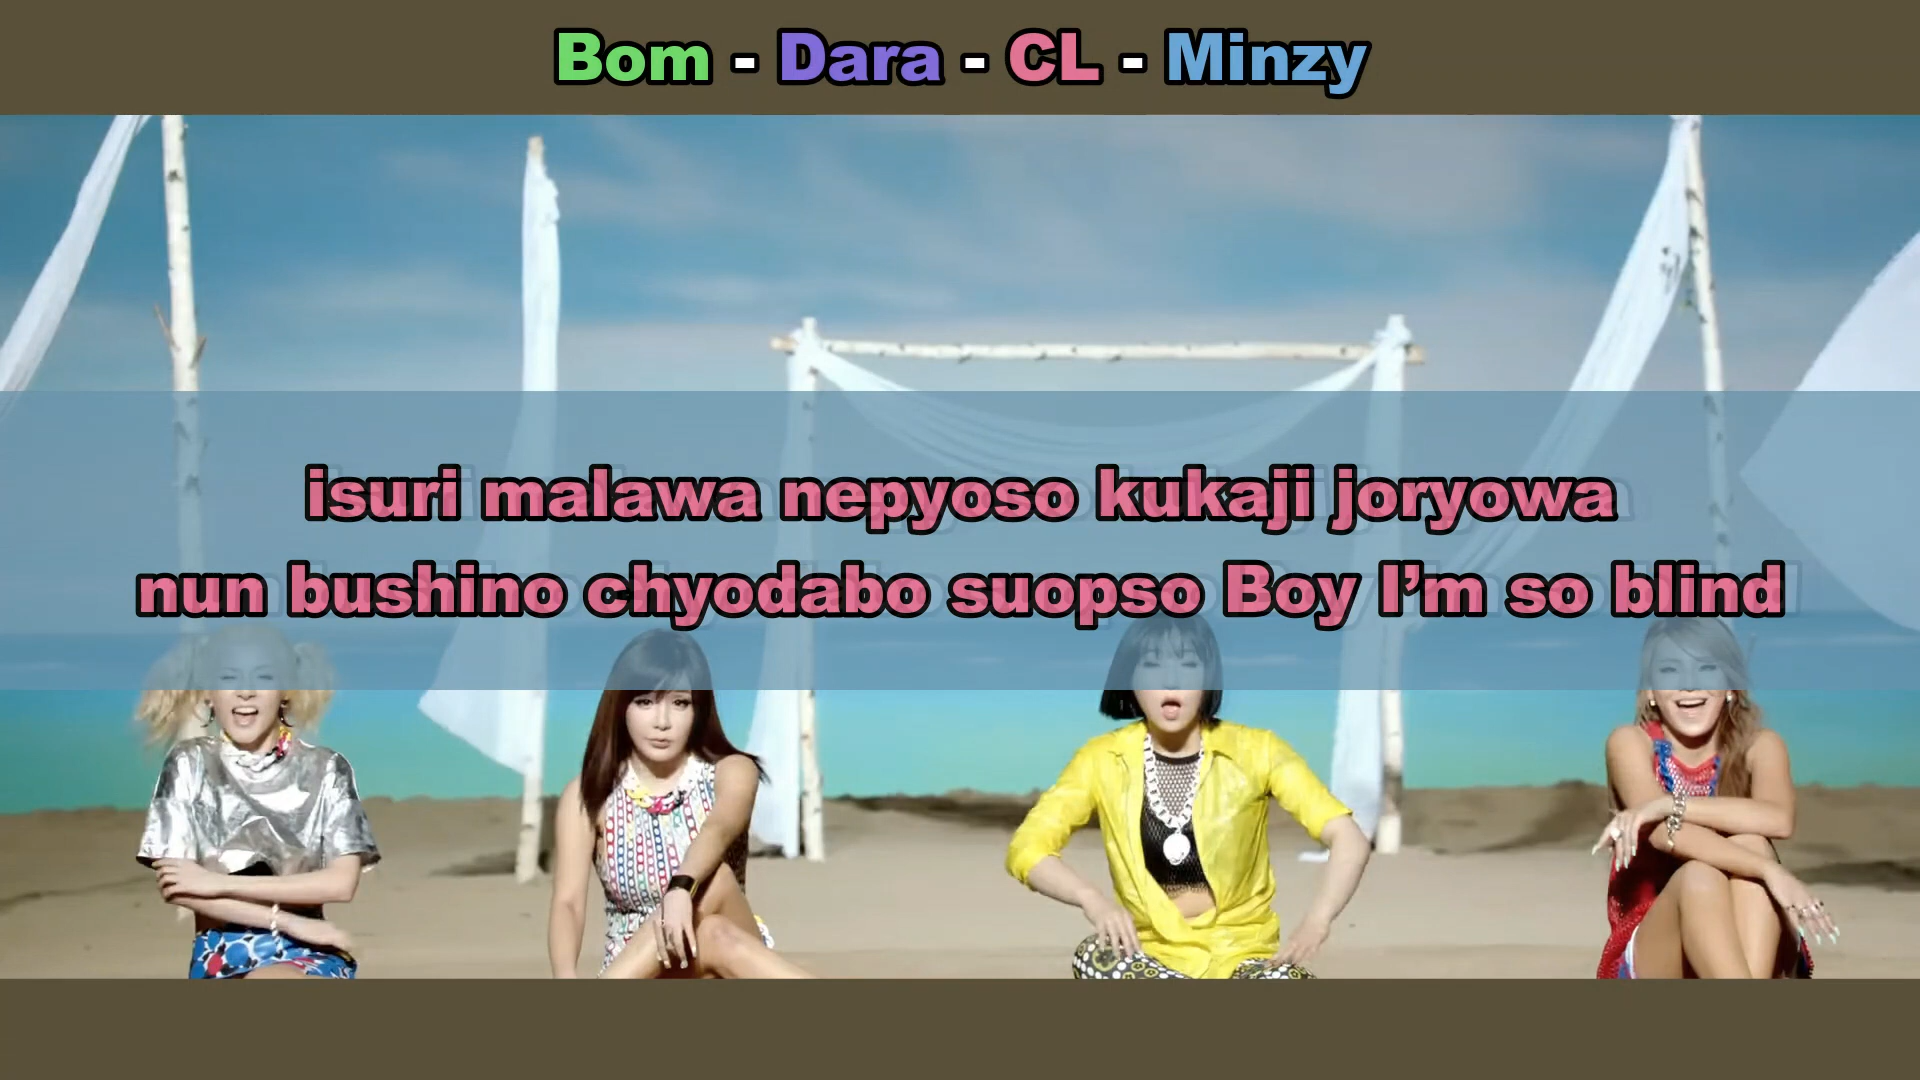 Bom - Dara - CL - Minzy
isuri malawa nepyoso kukaji joryowa
nun bushino chyodabo suopso Boy I’m so blind